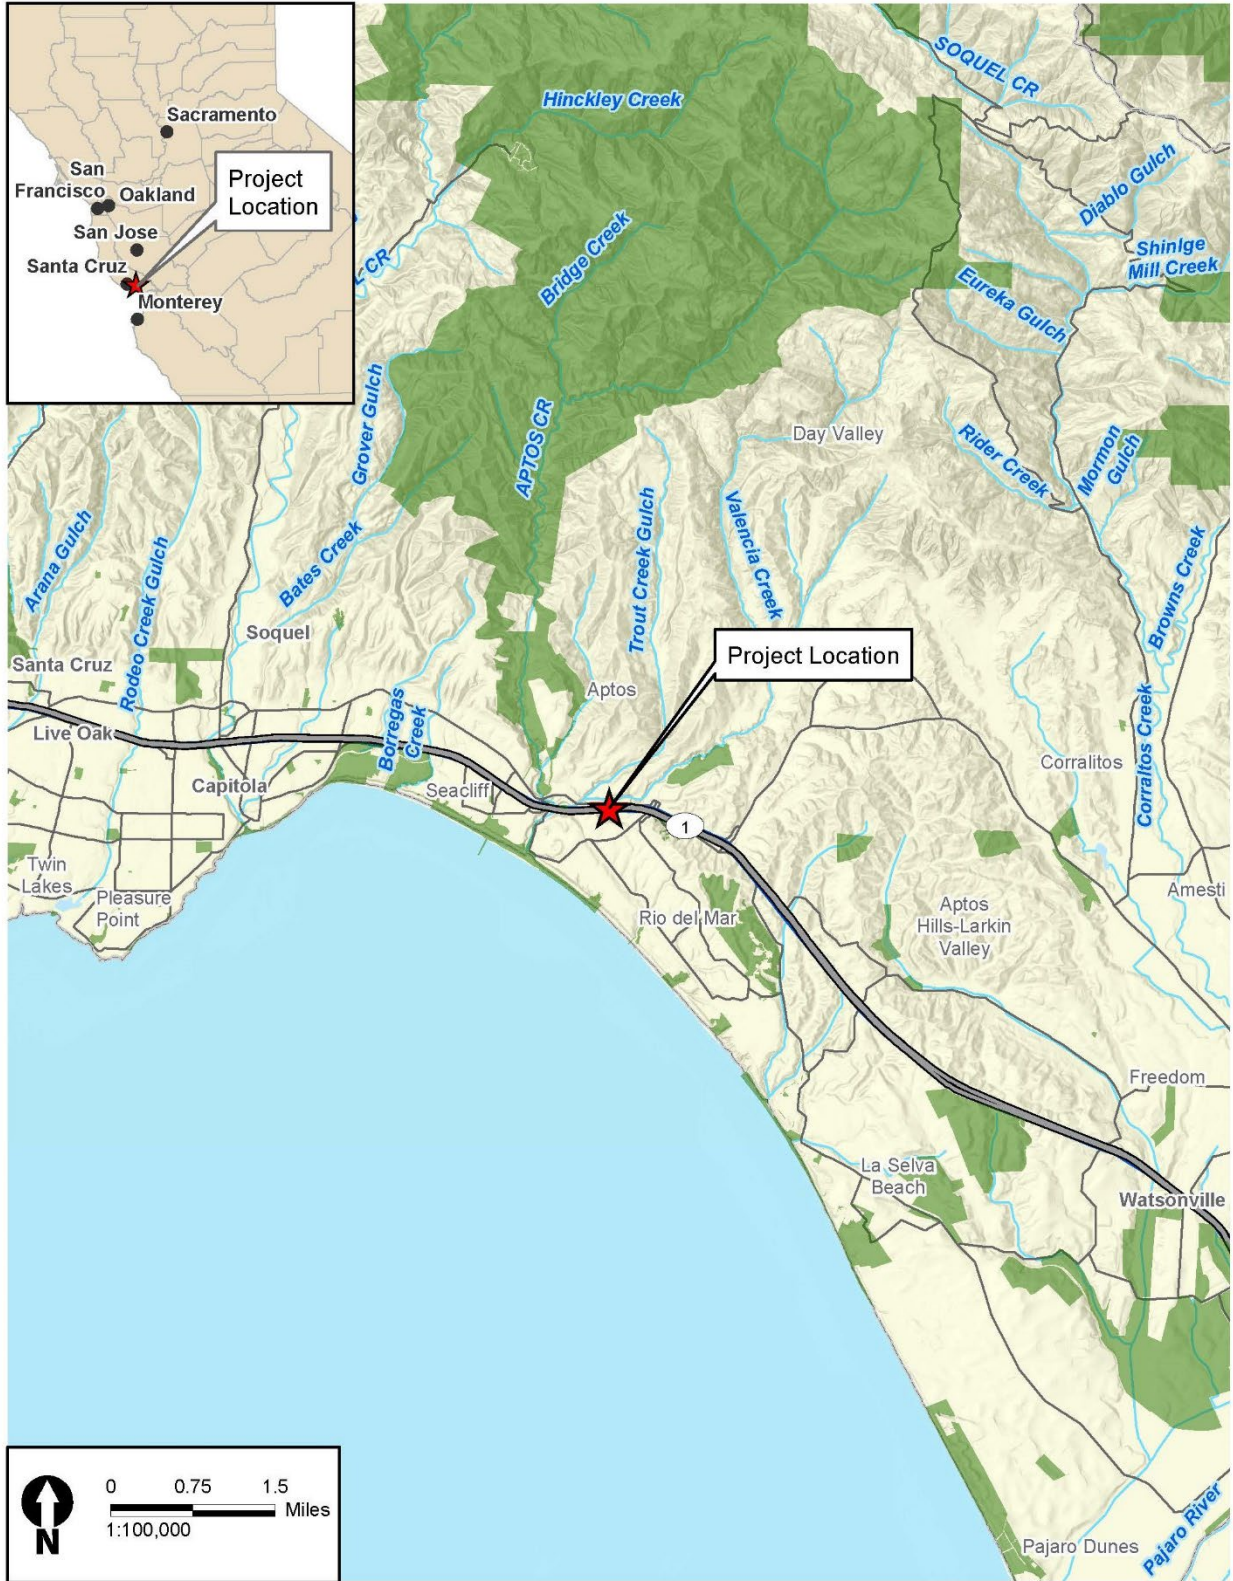 Sacramento
San
Francisco
Oakland
San Jose
Santa Cruz
Monterey
Project
Location
SOQUEL CR
Hinckley Creek
Diablo Gulch
Shinlge
Mill Creek
Bridge Creek
Eureka Gulch
L CR
Grover Gulch
APTOS CR
Day Valley
Rider Creek
Mormon
Gulch
Arana Gulch
Rodeo Creek Gulch
Bates Creek
Trout Creek Gulch
Valencia Creek
Browns Creek
Soquel
Santa Cruz
Project Location
Aptos
Live Oak
Borregas
Creek
Capitola
Seacliff
Corralitos
Corralitos Creek
1
Twin
Lakes
Pleasure
Point
Rio del Mar
Aptos
Hills-Larkin
Valley
Amesti
Freedom
La Selva
Beach
Watsonville
Pajaro Dunes
Pajaro River
N
0 0.75 1.5
Miles
1:100,000